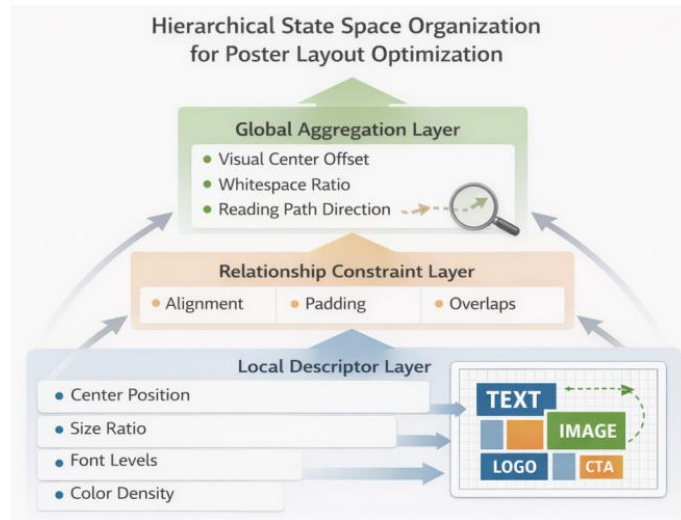 Hierarchical State Space Organization
for Poster Layout Optimization
Global Aggregation Layer
Visual Center Offset
Whitespace Ratio
Reading Path Direction
Relationship Constraint Layer
Alignment
Padding
Overlaps
Local Descriptor Layer
Center Position
Size Ratio
Font Levels
Color Density
TEXT
IMAGE
LOGO
CTA